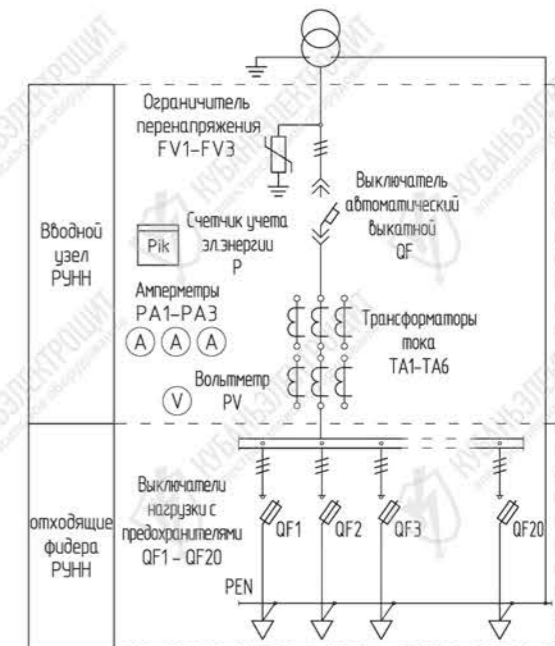 Ограничитель
перенапряжения
FV1-FV3
Вводной
узел
РУНН
Счетчик учета
эл.энергии
P
Pik
Выключатель
автоматический
выкатной
QF
Амперметры
PA1-PA3
A A A
Трансформаторы
тока
TA1-TA6
Вольтметр
PV
V
отходящие
фидера
РУНН
Выключатели
нагрузки с
предохранителями
QF1 - QF20
QF1 QF2 QF3 QF20
PEN
КУБАНЬЭЛЕКТРОЩИТ